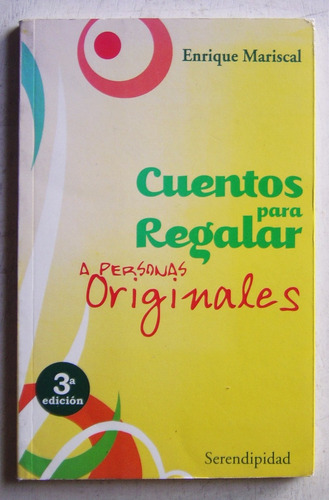 Enrique Mariscal
Cuentos
para
Regalar
A PERSONAS
Originales
3ª
edición
Serendipidad